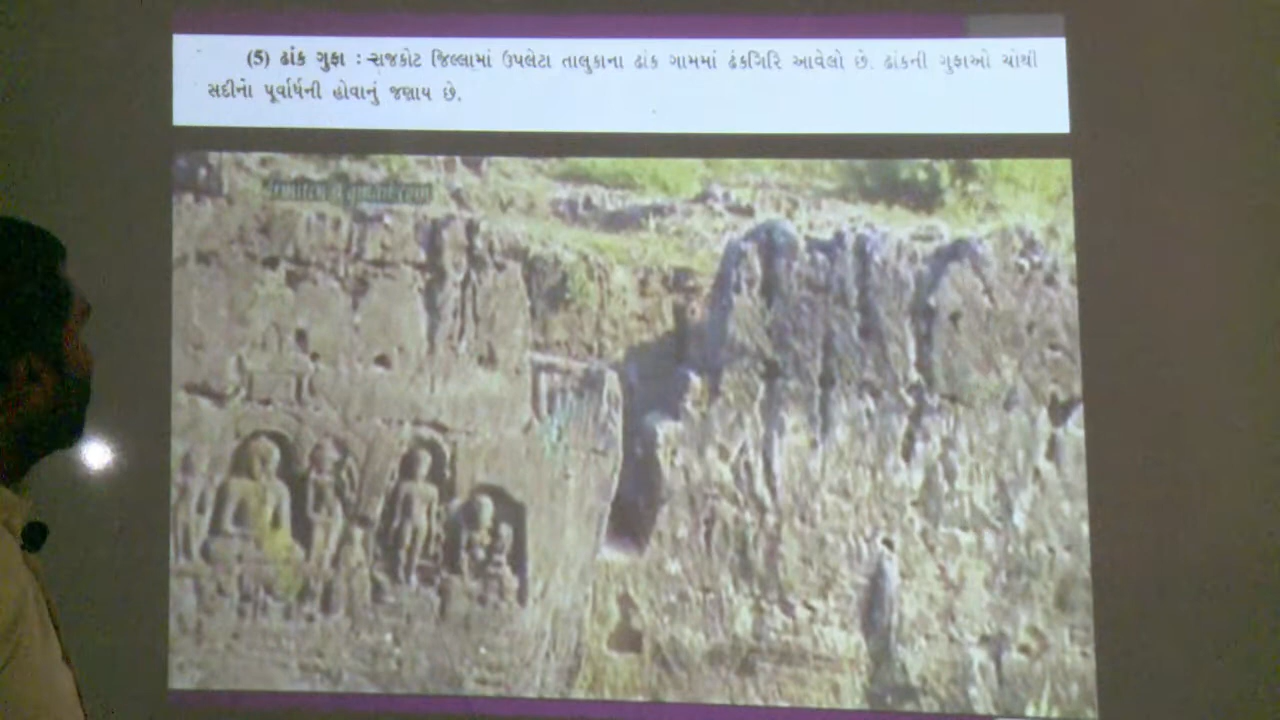 (5) ઢાંક ગુફા : રાજકોટ જિલ્લામાં ઉપલેટા તાલુકાના ઢાંક ગામમાં ઢંકગિરિ આવેલો છે. ઢાંકની ગુફાઓ ચોથી
સદીના પૂર્વાર્ધની હોવાનું જણાય છે.